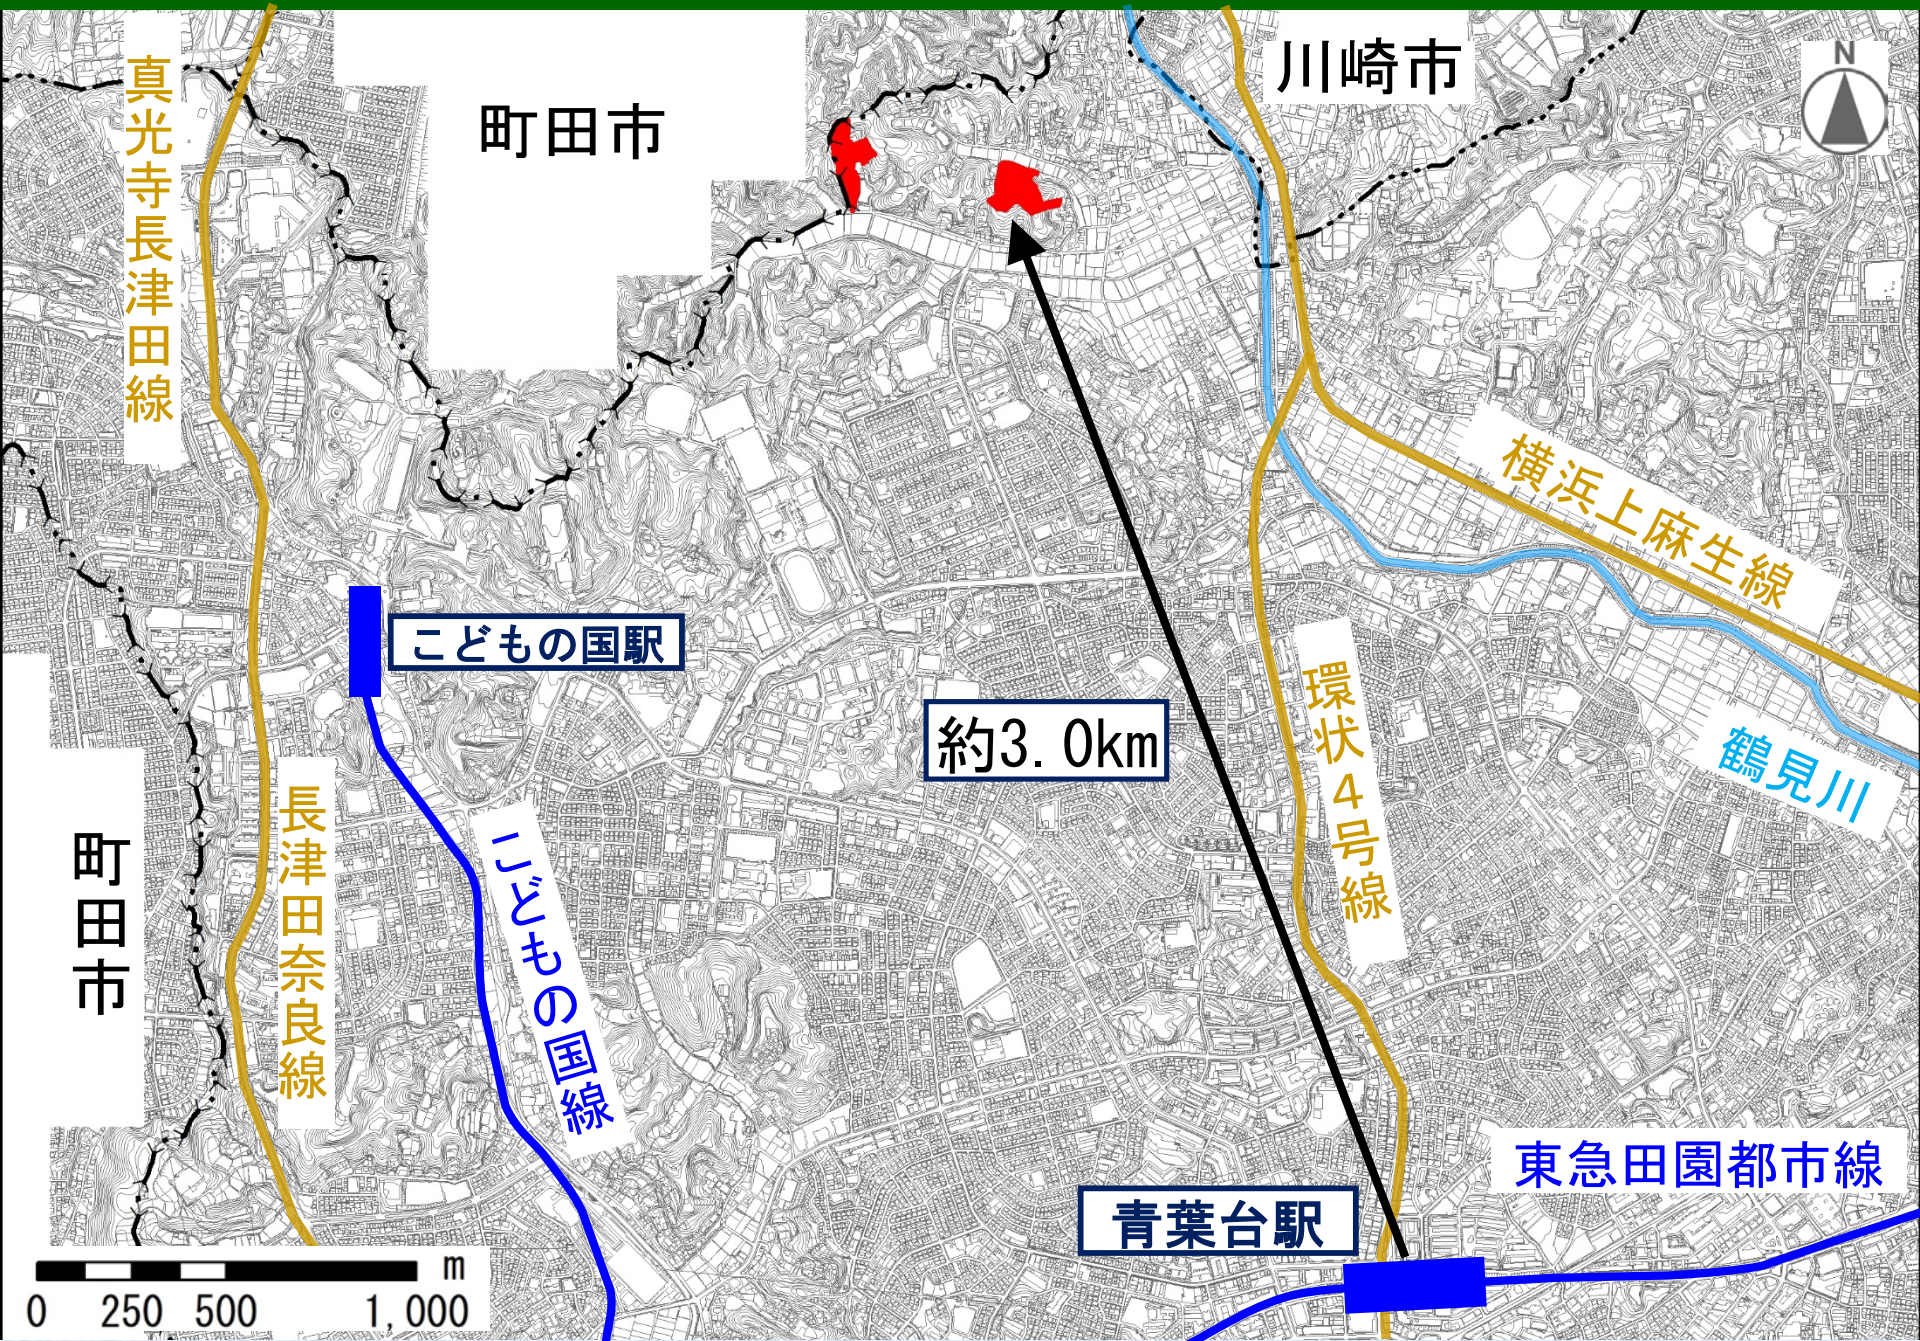 真光寺長津田線
町田市
川崎市
N
横浜上麻生線
こどもの国駅
約3.0km
環状4号線
鶴見川
町田市
長津田奈良線
こどもの国線
東急田園都市線
青葉台駅
m
0 250 500 1,000